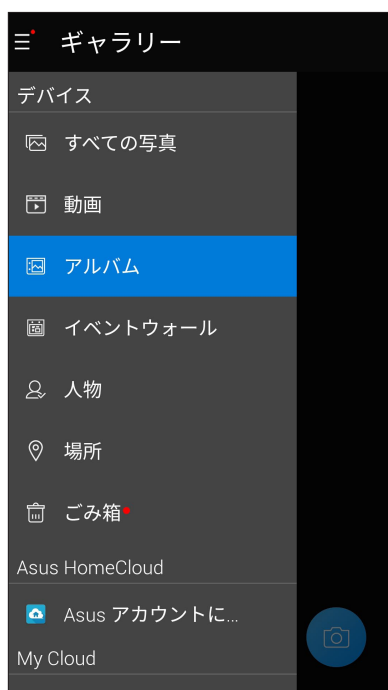 ギャラリー
デバイス
すべての写真
動画
アルバム
イベントウォール
人物
場所
ごみ箱
Asus HomeCloud
Asus アカウントに...
My Cloud